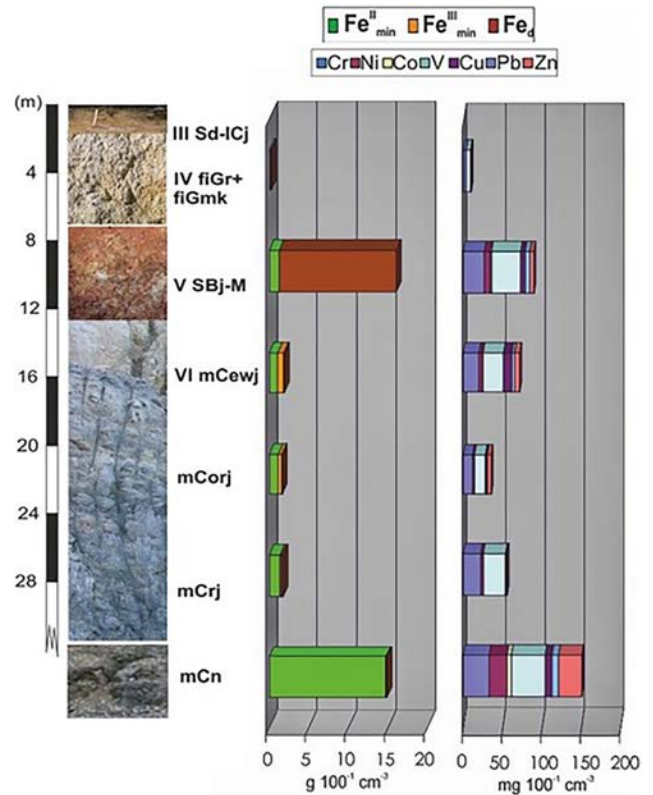 Fe^II_min Fe^III_min Fe_d
Cr Ni Co V Cu Pb Zn
(m)
III Sd-ICj
4
IV fiGr+
fiGmk
8
V SBj-M
12
VI mCewj
16
20
mCorj
24
mCrj
28
mCn
0 5 10 15 20
g 100⁻¹ cm⁻³
0 50 100 150 200
mg 100⁻¹ cm⁻³